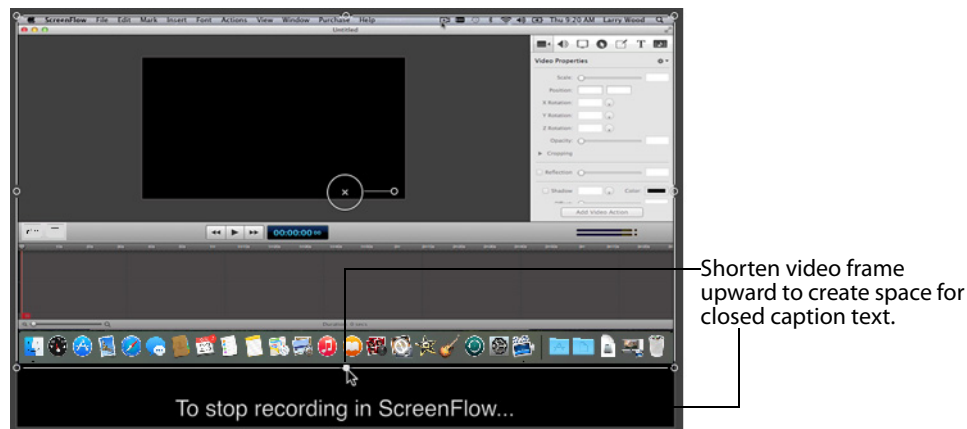 ScreenFlow File Edit Mark Insert Font Actions View Window Purchase Help Thu 9:20 AM Larry Wood
Untitled
Video Properties
Scale:
Position:
X Rotation:
Y Rotation:
Z Rotation:
Opacity:
Cropping
Reflection
Shadow Color:
Add Video Action
00:00:00
Shorten video frame
upward to create space for
closed caption text.
To stop recording in ScreenFlow...